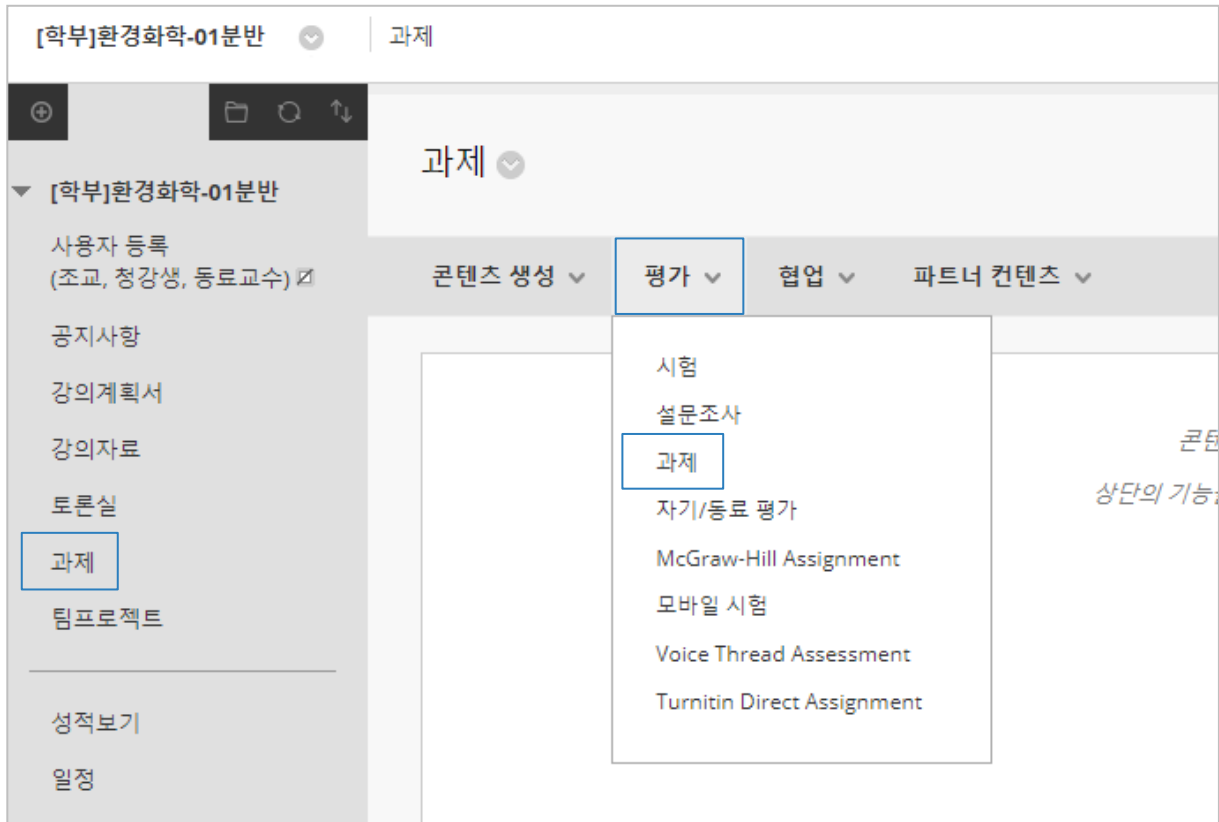 [학부]환경화학-01분반
과제
[학부]환경화학-01분반
사용자 등록
(조교, 청강생, 동료교수)
공지사항
강의계획서
강의자료
토론실
과제
팀프로젝트
성적보기
일정
과제
콘텐츠 생성 평가 협업 파트너 컨텐츠
시험
설문조사
과제
자기/동료 평가
McGraw-Hill Assignment
모바일 시험
Voice Thread Assessment
Turnitin Direct Assignment
상단의